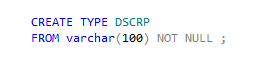 CREATE TYPE DSCRP
FROM varchar(100) NOT NULL ;